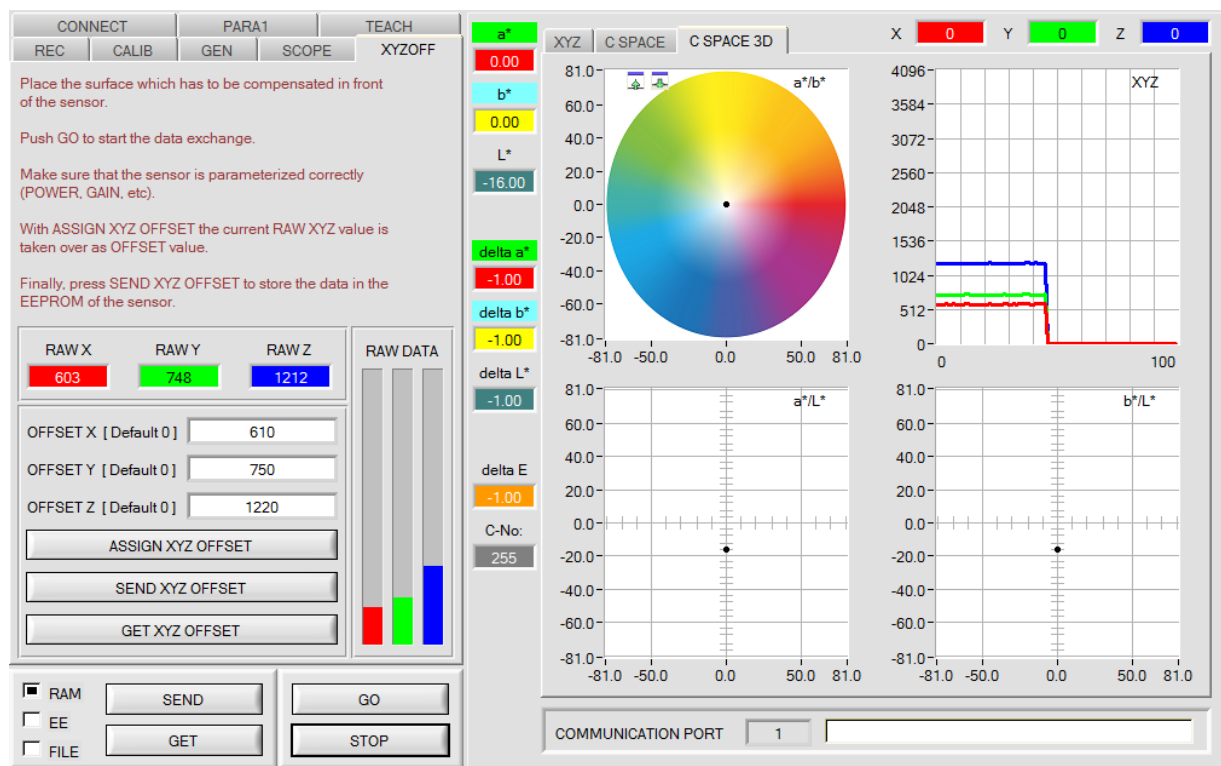 CONNECT PARA1 TEACH
REC CALIB GEN SCOPE XYZOFF
Place the surface which has to be compensated in front
of the sensor.
Push GO to start the data exchange.
Make sure that the sensor is parameterized correctly
(POWER, GAIN, etc).
With ASSIGN XYZ OFFSET the current RAW XYZ value is
taken over as OFFSET value.
Finally, press SEND XYZ OFFSET to store the data in the
EEPROM of the sensor.
RAW X RAW Y RAW Z
603 748 1212
RAW DATA
OFFSET X [ Default 0 ] 610
OFFSET Y [ Default 0 ] 750
OFFSET Z [ Default 0 ] 1220
ASSIGN XYZ OFFSET
SEND XYZ OFFSET
GET XYZ OFFSET
RAM
EE
FILE
SEND
GET
GO
STOP
a*
0.00
b*
0.00
L*
-16.00
delta a*
-1.00
delta b*
-1.00
delta L*
-1.00
delta E
-1.00
C-No:
255
XYZ C SPACE C SPACE 3D
X 0 Y 0 Z 0
a*/b*
81.0
60.0
40.0
20.0
0.0
-20.0
-40.0
-60.0
-81.0
-81.0 -50.0 0.0 50.0 81.0
XYZ
4096
3584
3072
2560
2048
1536
1024
512
0
0 100
a*/L*
81.0
60.0
40.0
20.0
0.0
-20.0
-40.0
-60.0
-81.0
-81.0 -50.0 0.0 50.0 81.0
b*/L*
81.0
60.0
40.0
20.0
0.0
-20.0
-40.0
-60.0
-81.0
-81.0 -50.0 0.0 50.0 81.0
COMMUNICATION PORT 1